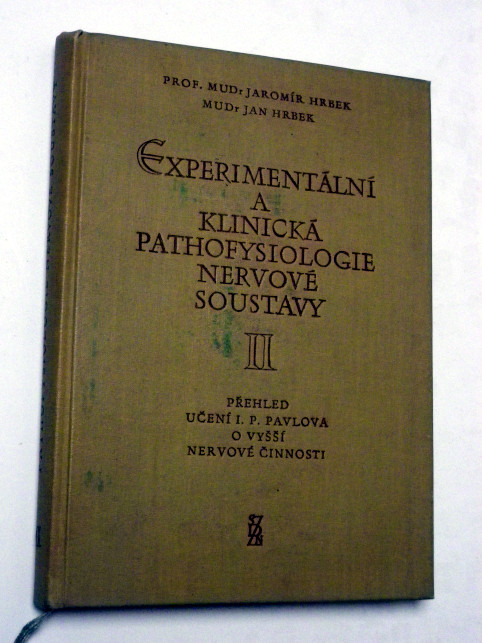 PROF. MUDr JAROMÍR HRBEK
MUDr JAN HRBEK
EXPERIMENTÁLNÍ
A
KLINICKÁ
PATHOFYSIOLOGIE
NERVOVÉ
SOUSTAVY
II
PŘEHLED
UČENÍ I. P. PAVLOVA
O VYŠŠÍ
NERVOVÉ ČINNOSTI